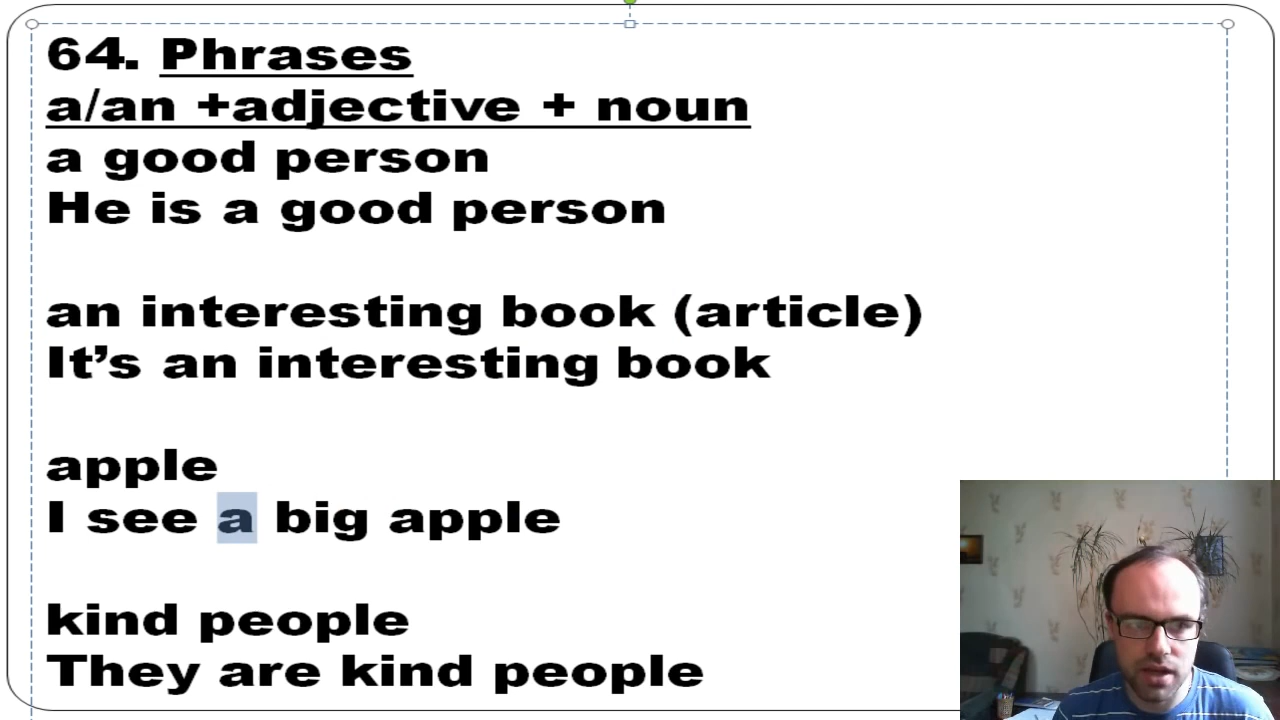 64. Phrases
a/an +adjective + noun
a good person
He is a good person
an interesting book (article)
It’s an interesting book
apple
I see a big apple
kind people
They are kind people